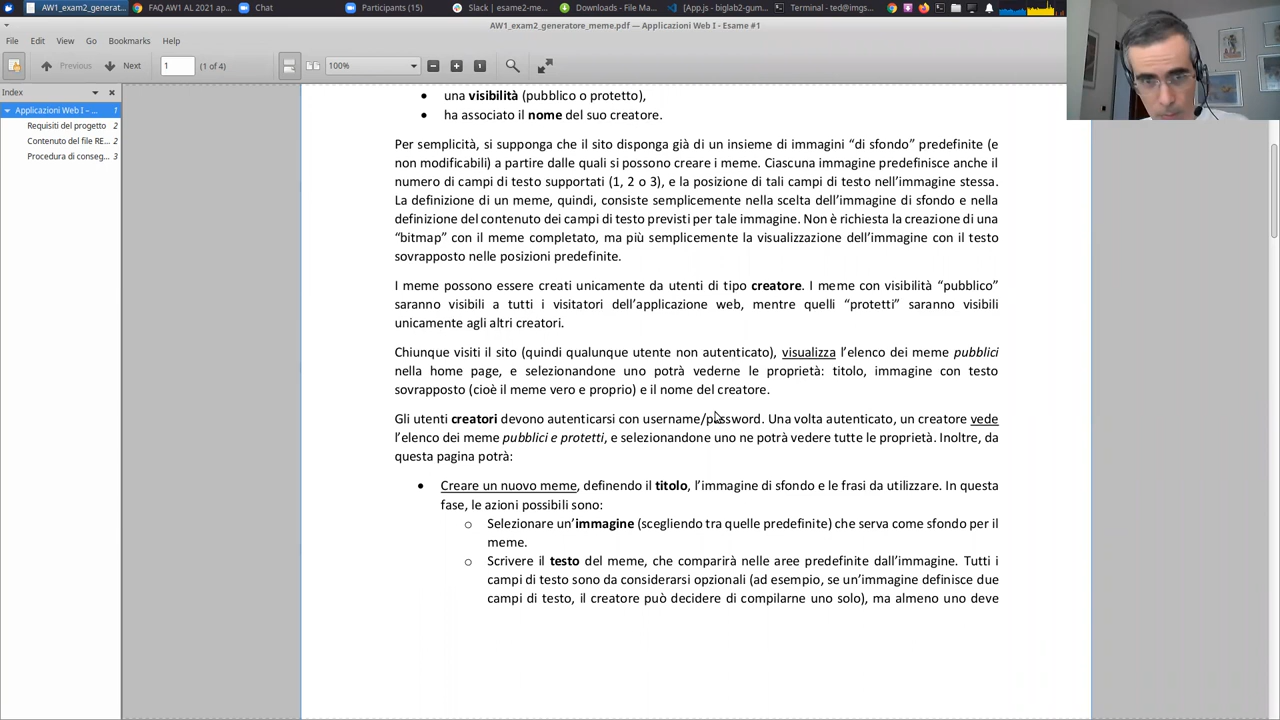 AW1_exam2_generatore_meme.p...
FAQ AW1 AL 2021 ap...
Chat
Participants (15)
Slack | esame2-me...
Downloads - File Ma...
[App.js - biglab2-gum...
Terminal - ted@imgs...
AW1_exam2_generatore_meme.pdf — Applicazioni Web I - Esame #1
File Edit View Go Bookmarks Help
Previous Next 1 (1 of 4) 100%
Index
Applicazioni Web I – ... 1
Requisiti del progetto 2
Contenuto del file RE... 2
Procedura di conseg... 3
• una visibilità (pubblico o protetto),
• ha associato il nome del suo creatore.
Per semplicità, si supponga che il sito disponga già di un insieme di immagini “di sfondo” predefinite (e
non modificabili) a partire dalle quali si possono creare i meme. Ciascuna immagine predefinisce anche il
numero di campi di testo supportati (1, 2 o 3), e la posizione di tali campi di testo nell’immagine stessa.
La definizione di un meme, quindi, consiste semplicemente nella scelta dell’immagine di sfondo e nella
definizione del contenuto dei campi di testo previsti per tale immagine. Non è richiesta la creazione di una
“bitmap” con il meme completato, ma più semplicemente la visualizzazione dell’immagine con il testo
sovrapposto nelle posizioni predefinite.
I meme possono essere creati unicamente da utenti di tipo creatore. I meme con visibilità “pubblico”
saranno visibili a tutti i visitatori dell’applicazione web, mentre quelli “protetti” saranno visibili
unicamente agli altri creatori.
Chiunque visiti il sito (quindi qualunque utente non autenticato), visualizza l’elenco dei meme pubblici
nella home page, e selezionandone uno potrà vederne le proprietà: titolo, immagine con testo
sovrapposto (cioè il meme vero e proprio) e il nome del creatore.
Gli utenti creatori devono autenticarsi con username/password. Una volta autenticato, un creatore vede
l’elenco dei meme pubblici e protetti, e selezionandone uno ne potrà vedere tutte le proprietà. Inoltre, da
questa pagina potrà:
• Creare un nuovo meme, definendo il titolo, l’immagine di sfondo e le frasi da utilizzare. In questa
fase, le azioni possibili sono:
o Selezionare un’immagine (scegliendo tra quelle predefinite) che serva come sfondo per il
meme.
o Scrivere il testo del meme, che comparirà nelle aree predefinite dall’immagine. Tutti i
campi di testo sono da considerarsi opzionali (ad esempio, se un’immagine definisce due
campi di testo, il creatore può decidere di compilarne uno solo), ma almeno uno deve